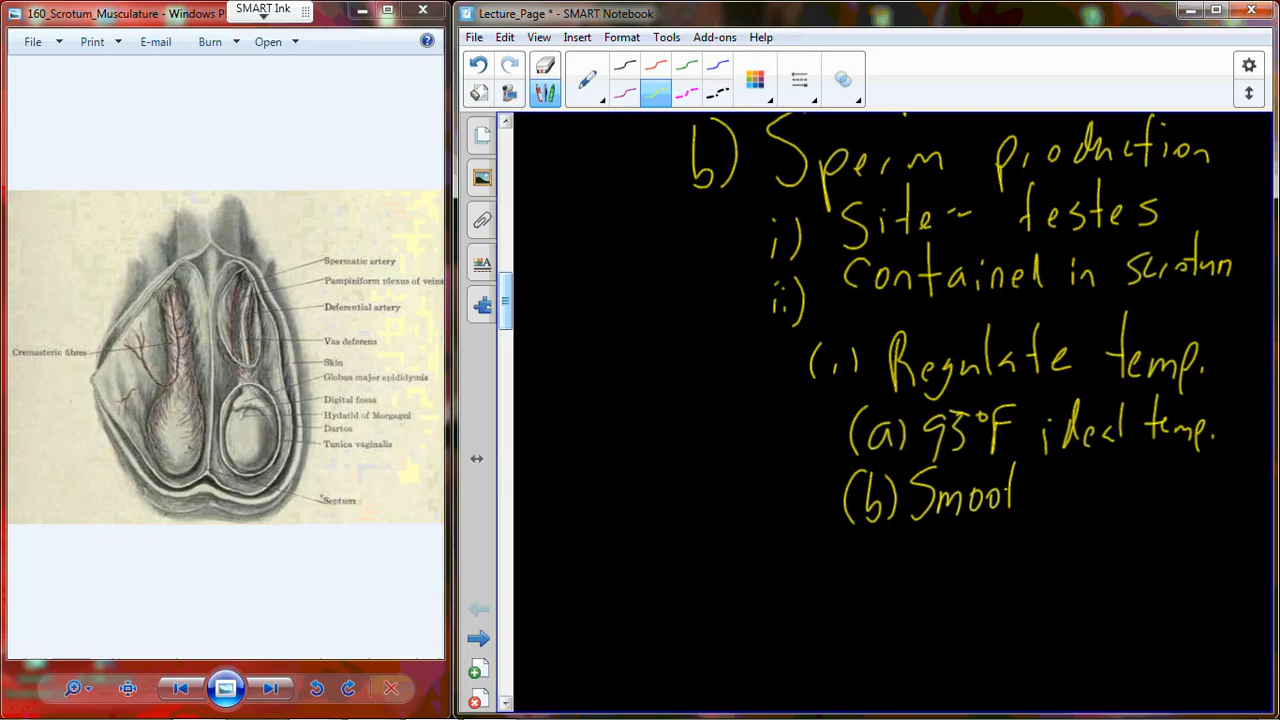 160_Scrotum_Musculature - Windows P
SMART Ink
File Print E-mail Burn Open
Spermatic artery
Pampiniform plexus of veins
Deferential artery
Vas deferens
Cremasteric fibres
Skin
Globus major epididymis
Digital fossa
Hydatid of Morgagni
Dartos
Tunica vaginalis
Septum
Lecture_Page * - SMART Notebook
File Edit View Insert Format Tools Add-ons Help
b) Sperm production
i) Site - testes
ii) Contained in scrotum
(i) Regulate temp.
(a) 95°F ideal temp.
(b) Smoot